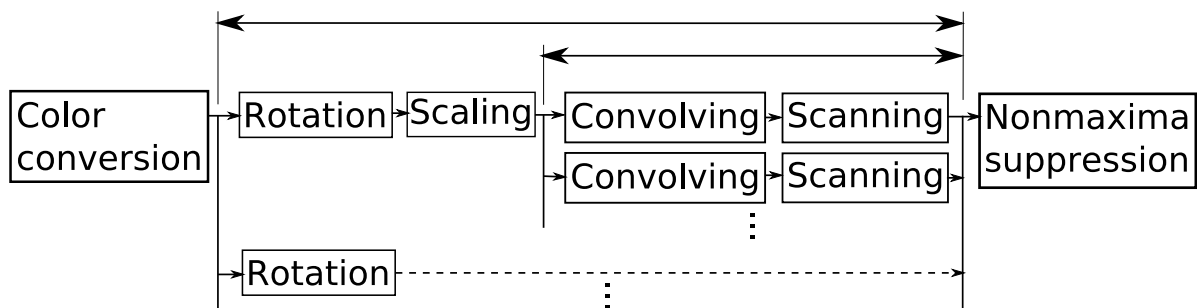 Color
conversion
Rotation
Scaling
Convolving
Scanning
Nonmaxima
suppression
Convolving
Scanning
Rotation